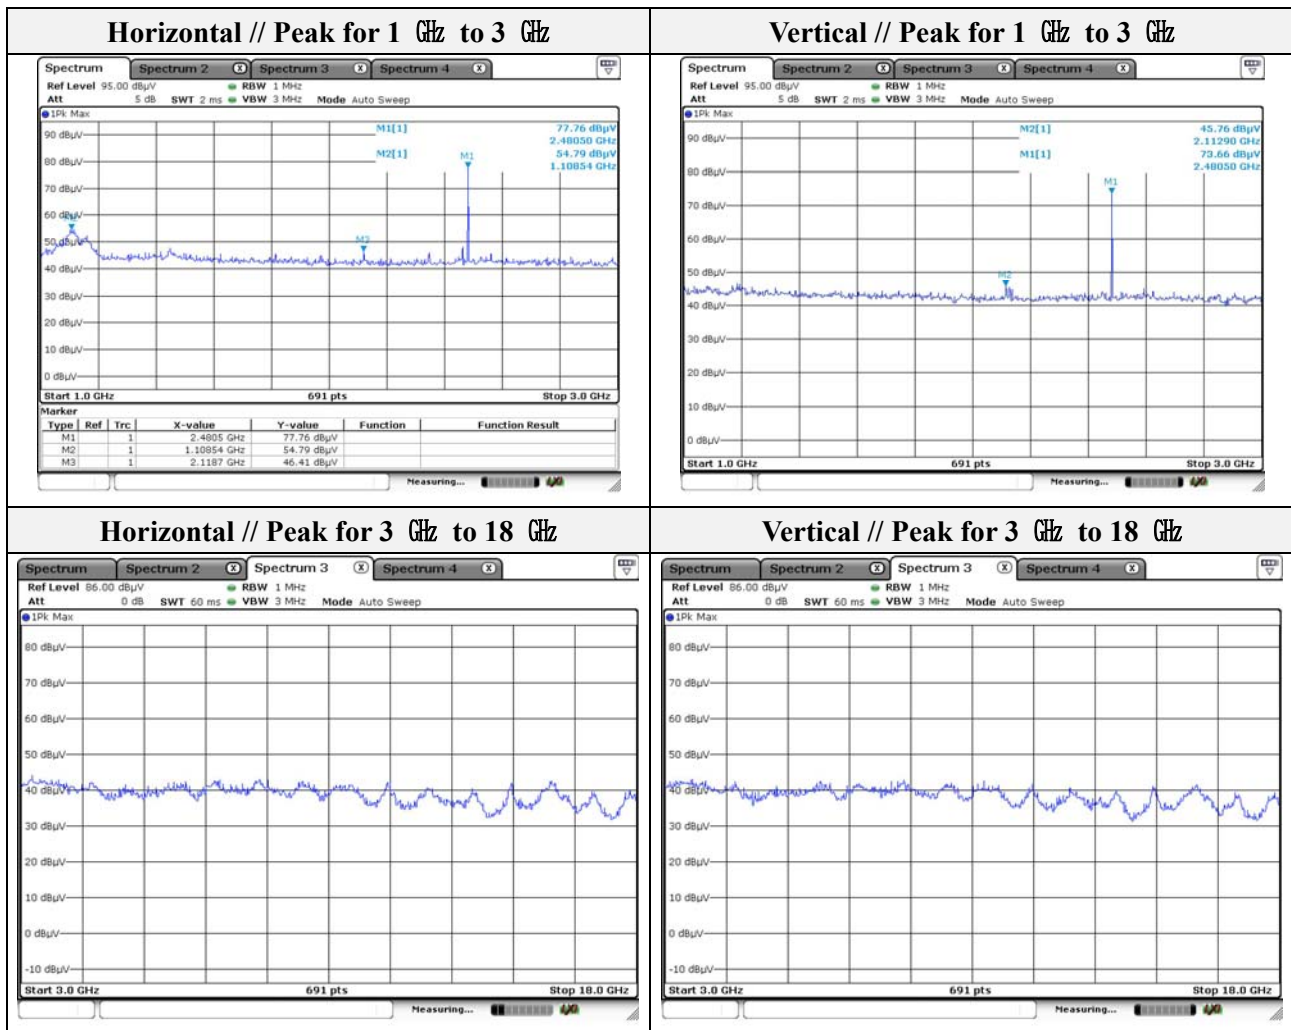 Horizontal // Peak for 1 ㎓ to 3 ㎓
Spectrum Spectrum 2 Spectrum 3 Spectrum 4
Ref Level 95.00 dBµV RBW 1 MHz
Att 5 dB SWT 2 ms VBW 3 MHz Mode Auto Sweep
1Pk Max
M1[1] 77.76 dBµV
2.48050 GHz
M2[1] 54.79 dBµV
1.10854 GHz
90 dBµV
80 dBµV
70 dBµV
60 dBµV
50 dBµV
40 dBµV
30 dBµV
20 dBµV
10 dBµV
0 dBµV
M1
M3
Start 1.0 GHz 691 pts Stop 3.0 GHz
Marker
Type Ref Trc X-value Y-value Function Function Result
M1 1 2.4805 GHz 77.76 dBµV
M2 1 1.10854 GHz 54.79 dBµV
M3 1 2.1187 GHz 46.41 dBµV
Measuring...
Vertical // Peak for 1 ㎓ to 3 ㎓
Spectrum Spectrum 2 Spectrum 3 Spectrum 4
Ref Level 95.00 dBµV RBW 1 MHz
Att 5 dB SWT 2 ms VBW 3 MHz Mode Auto Sweep
1Pk Max
M2[1] 45.76 dBµV
2.11290 GHz
M1[1] 73.66 dBµV
2.48050 GHz
90 dBµV
80 dBµV
70 dBµV
60 dBµV
50 dBµV
40 dBµV
30 dBµV
20 dBµV
10 dBµV
0 dBµV
M1
M2
Start 1.0 GHz 691 pts Stop 3.0 GHz
Measuring...
Horizontal // Peak for 3 ㎓ to 18 ㎓
Spectrum Spectrum 2 Spectrum 3 Spectrum 4
Ref Level 86.00 dBµV RBW 1 MHz
Att 0 dB SWT 60 ms VBW 3 MHz Mode Auto Sweep
1Pk Max
80 dBµV
70 dBµV
60 dBµV
50 dBµV
40 dBµV
30 dBµV
20 dBµV
10 dBµV
0 dBµV
-10 dBµV
Start 3.0 GHz 691 pts Stop 18.0 GHz
Measuring...
Vertical // Peak for 3 ㎓ to 18 ㎓
Spectrum Spectrum 2 Spectrum 3 Spectrum 4
Ref Level 86.00 dBµV RBW 1 MHz
Att 0 dB SWT 60 ms VBW 3 MHz Mode Auto Sweep
1Pk Max
80 dBµV
70 dBµV
60 dBµV
50 dBµV
40 dBµV
30 dBµV
20 dBµV
10 dBµV
0 dBµV
-10 dBµV
Start 3.0 GHz 691 pts Stop 18.0 GHz
Measuring...